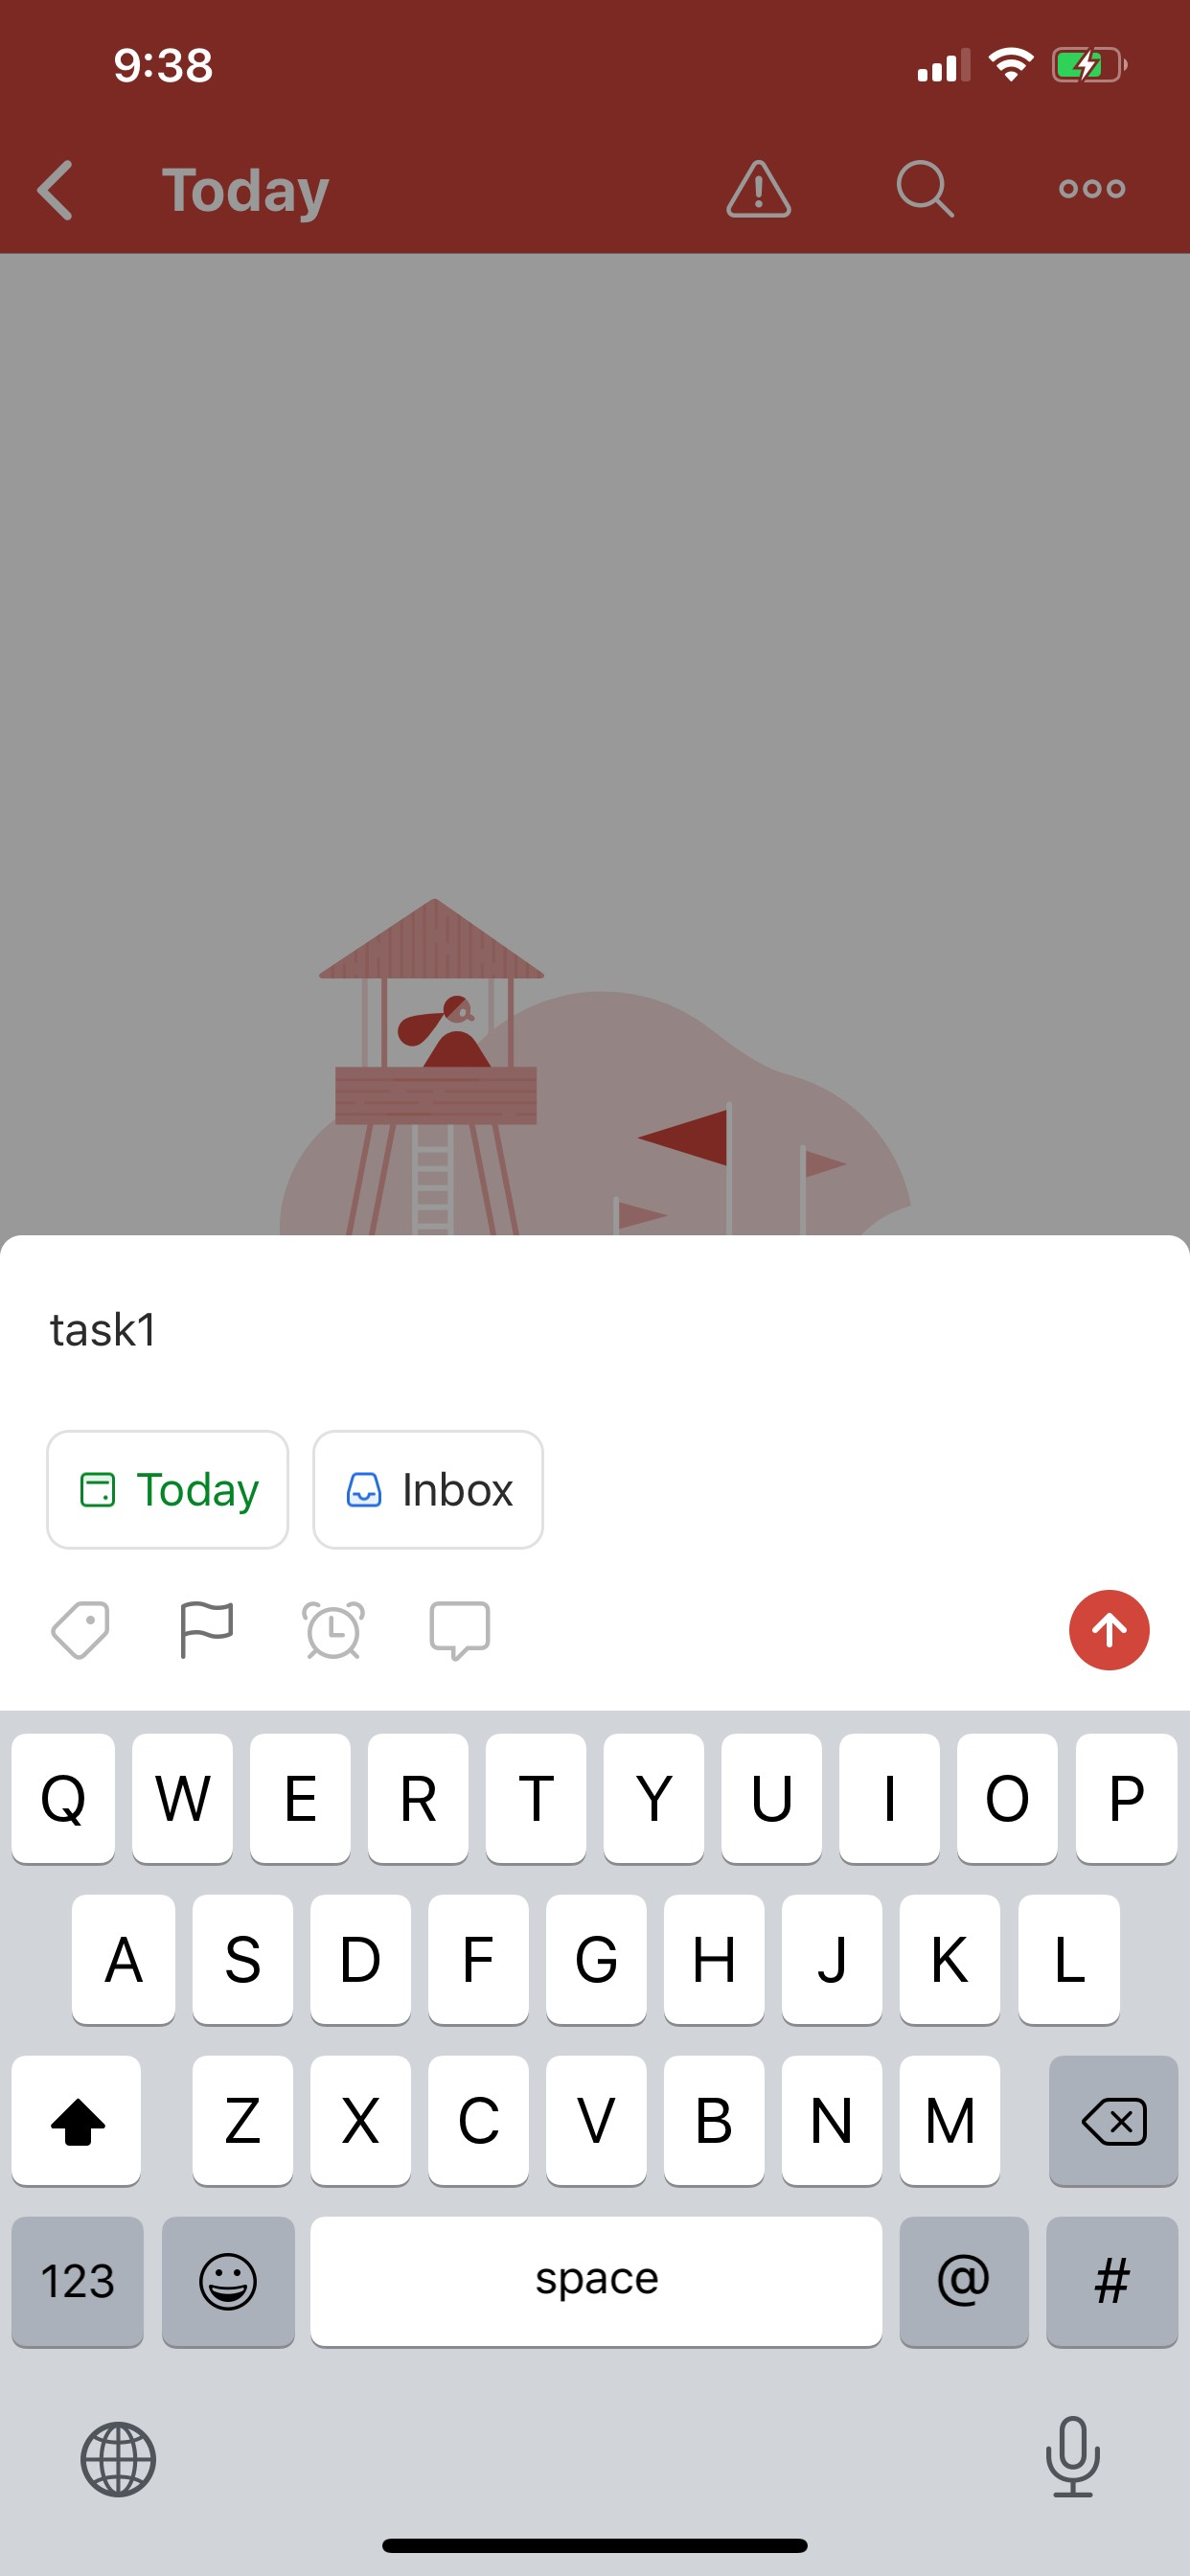 9:38
Today
task1
Today Inbox
Q W E R T Y U I O P
A S D F G H J K L
Z X C V B N M
123 space @ #